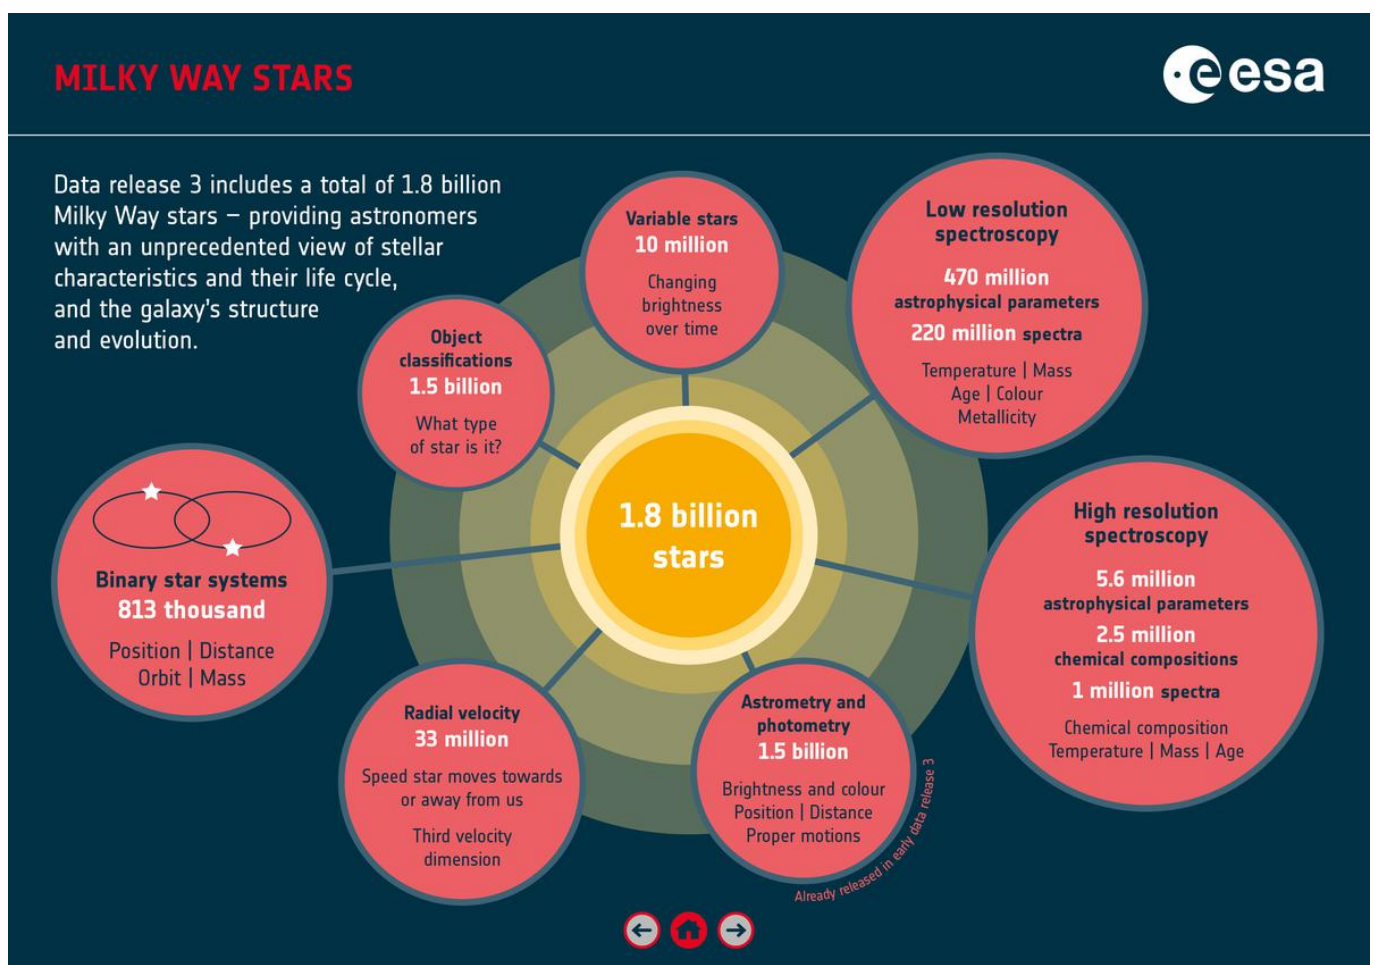 MILKY WAY STARS
esa
Data release 3 includes a total of 1.8 billion
Milky Way stars – providing astronomers
with an unprecedented view of stellar
characteristics and their life cycle,
and the galaxy's structure
and evolution.
Variable stars
10 million
Changing
brightness
over time
Low resolution
spectroscopy
470 million
astrophysical parameters
220 million spectra
Temperature | Mass
Age | Colour
Metallicity
Object
classifications
1.5 billion
What type
of star is it?
1.8 billion
stars
High resolution
spectroscopy
5.6 million
astrophysical parameters
2.5 million
chemical compositions
1 million spectra
Chemical composition
Temperature | Mass | Age
Binary star systems
813 thousand
Position | Distance
Orbit | Mass
Radial velocity
33 million
Speed star moves towards
or away from us
Third velocity
dimension
Astrometry and
photometry
1.5 billion
Brightness and colour
Position | Distance
Proper motions
Already released in early data release 3